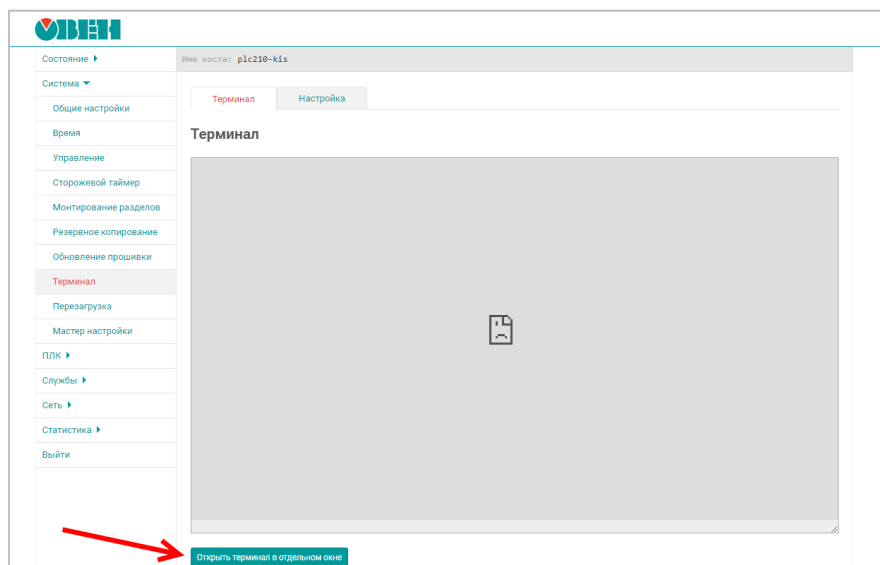 ОВЕН
Состояние
Имя хоста: plc210-kis
Система
Терминал
Настройка
Общие настройки
Время
Терминал
Управление
Сторожевой таймер
Монтирование разделов
Резервное копирование
Обновление прошивки
Терминал
Перезагрузка
Мастер настройки
ПЛК
Службы
Сеть
Статистика
Выйти
Открыть терминал в отдельном окне